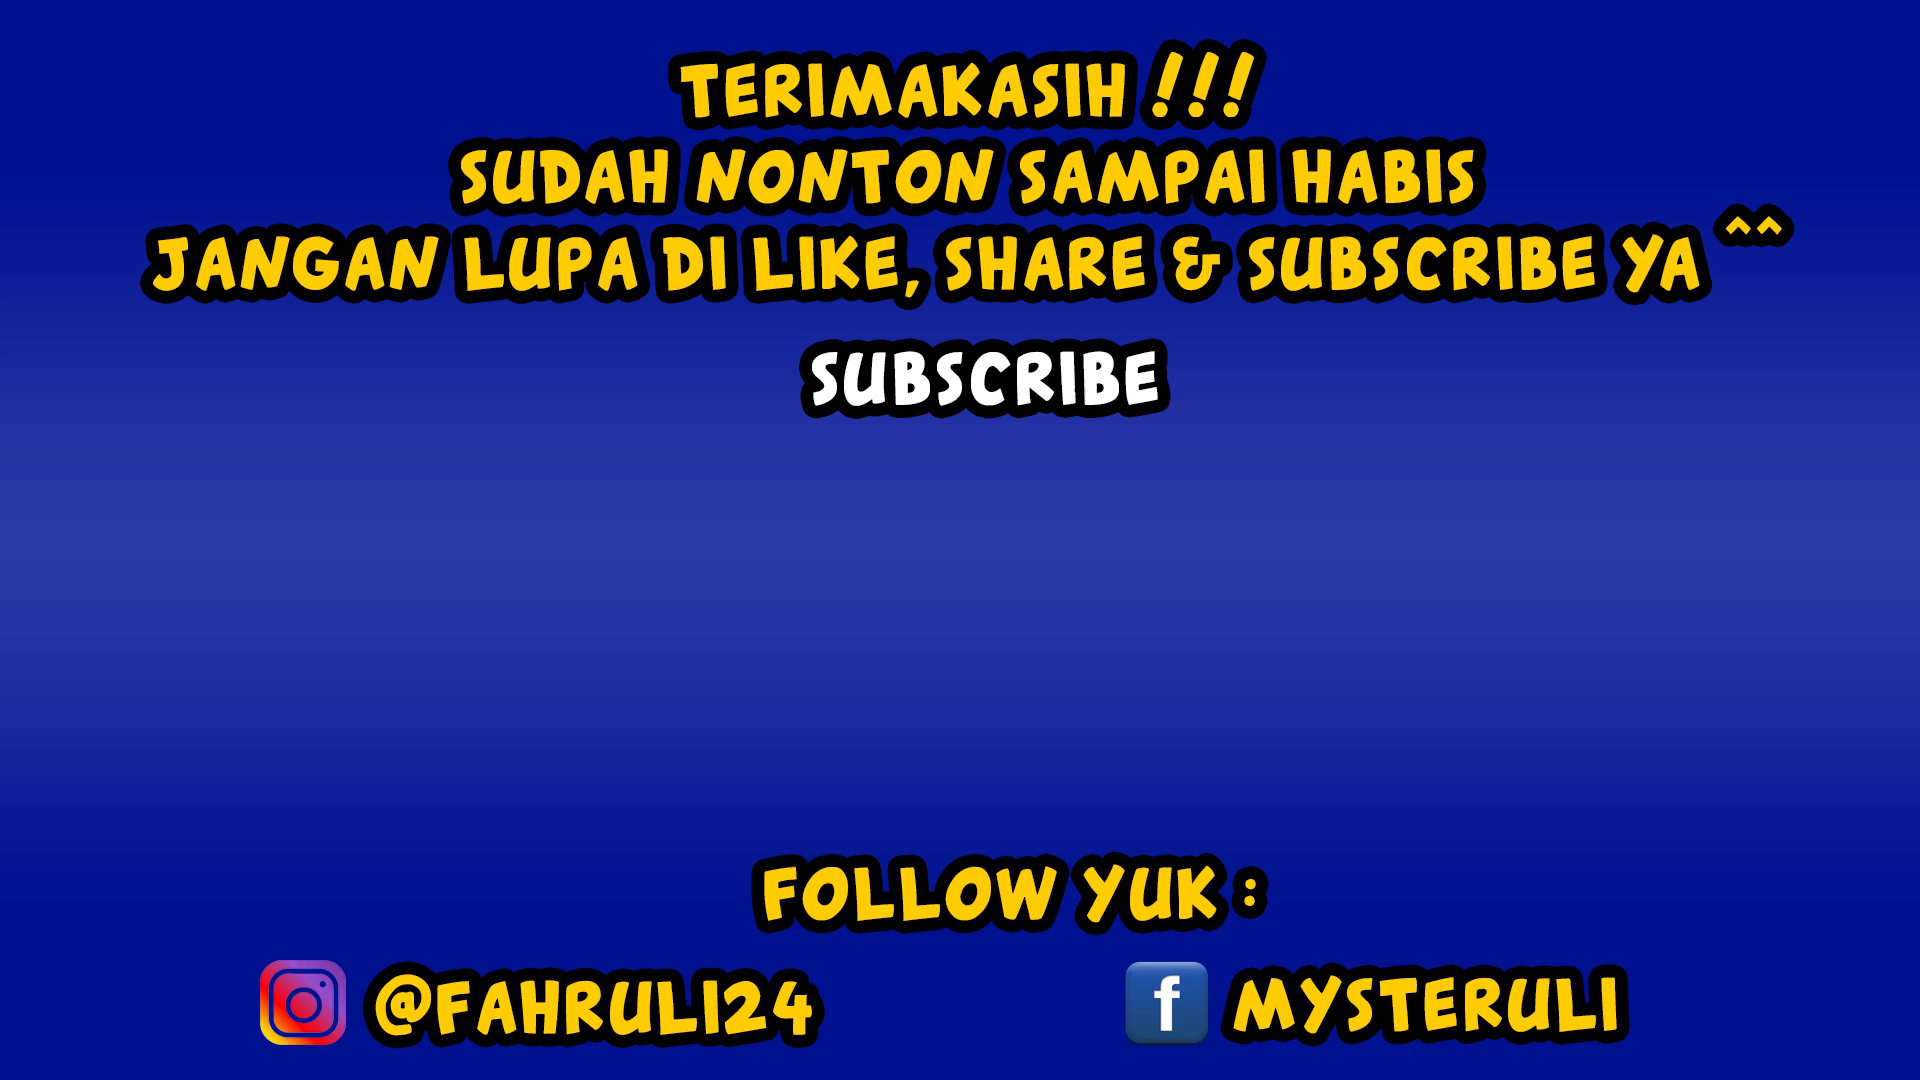 TERIMAKASIH !!!
SUDAH NONTON SAMPAI HABIS
JANGAN LUPA DI LIKE, SHARE & SUBSCRIBE YA ^^
SUBSCRIBE
FOLLOW YUK :
@FAHRULI24
f MYSTERULI